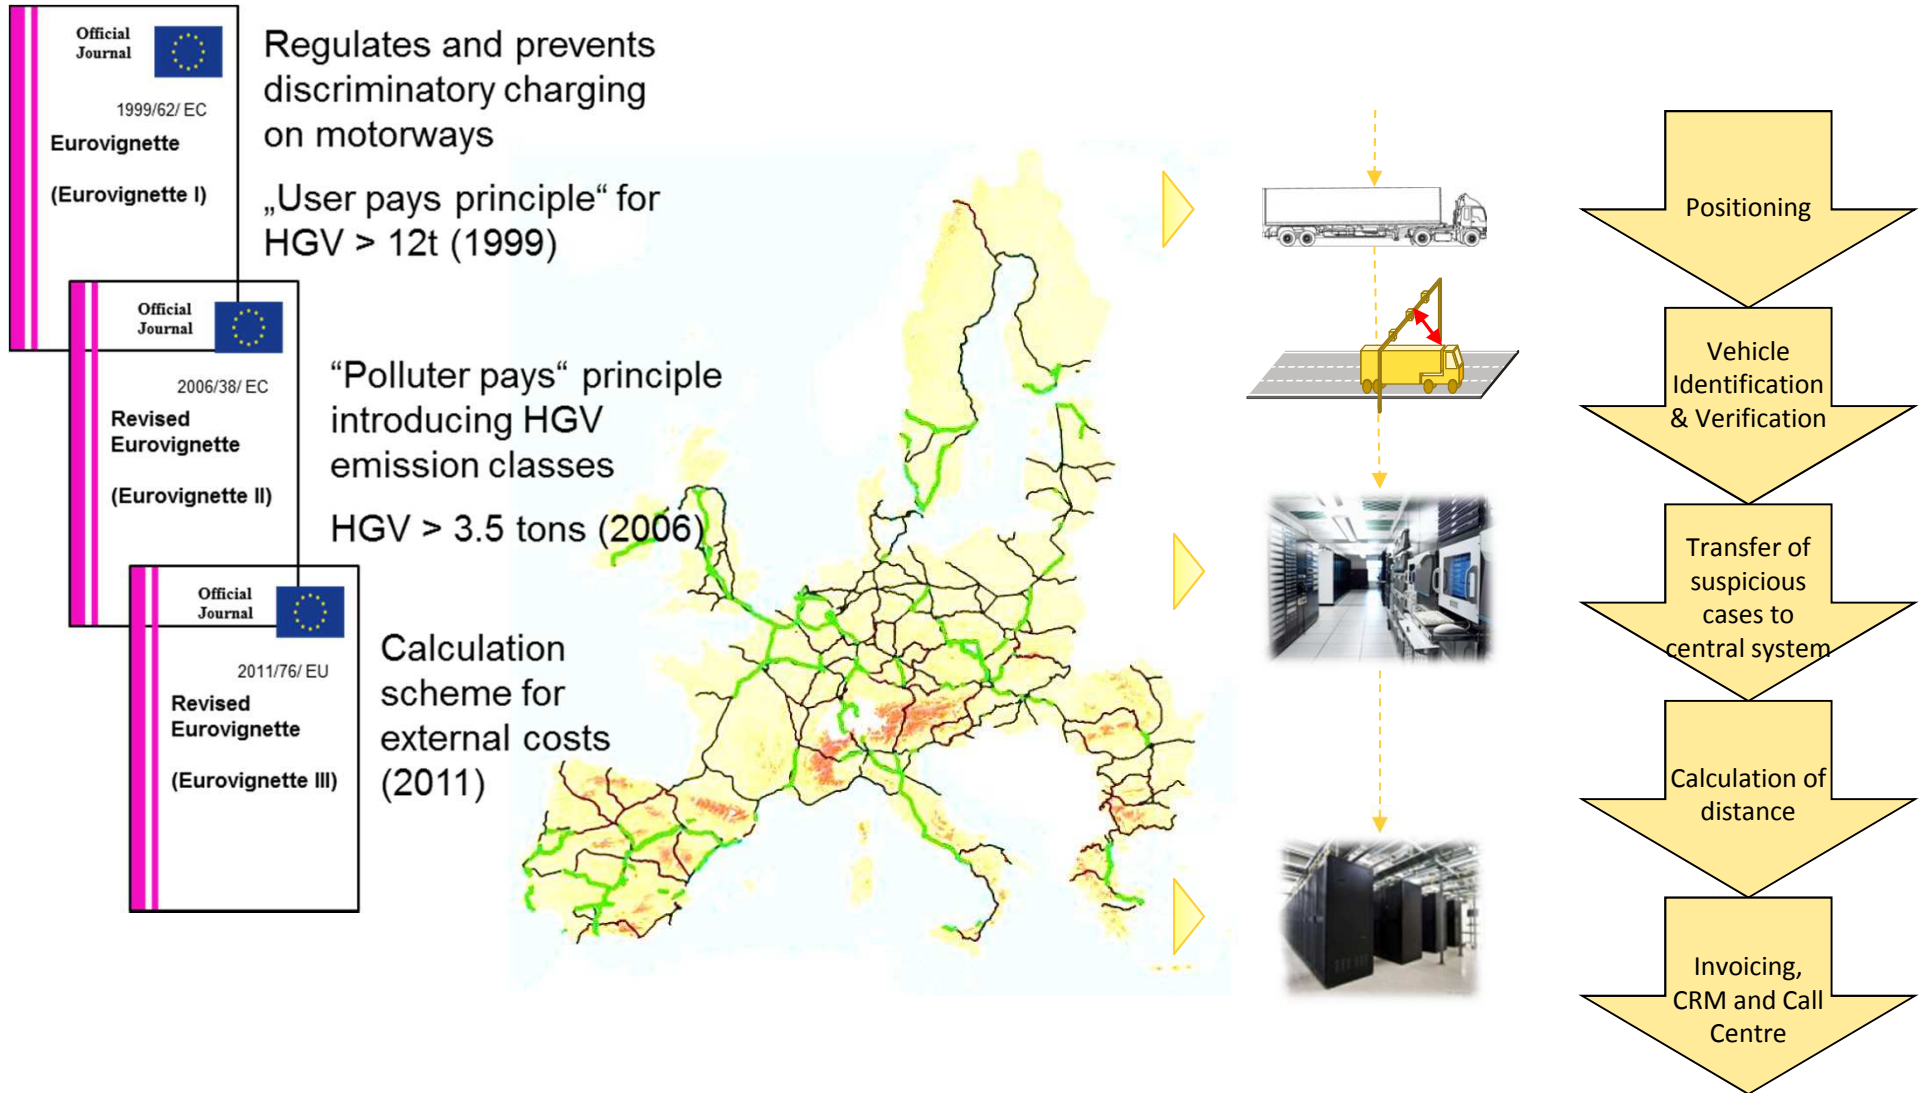 Official
Journal
1999/62/ EC
Eurovignette
(Eurovignette I)
Regulates and prevents
discriminatory charging
on motorways
„User pays principle“ for
HGV > 12t (1999)
Official
Journal
2006/38/ EC
Revised
Eurovignette
(Eurovignette II)
“Polluter pays“ principle
introducing HGV
emission classes
HGV > 3.5 tons (2006)
Official
Journal
2011/76/ EU
Revised
Eurovignette
(Eurovignette III)
Calculation
scheme for
external costs
(2011)
Positioning
Vehicle
Identification
& Verification
Transfer of
suspicious
cases to
central system
Calculation of
distance
Invoicing,
CRM and Call
Centre